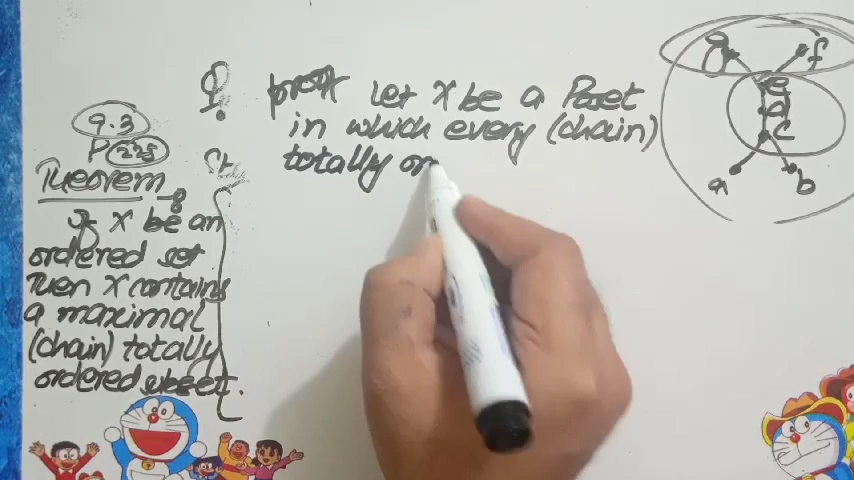 9.3
P 228
Theorem
If X be an
ordered set
Then X contains
a maximal
(chain) totally
ordered subset.
proof Let X be a Poset
in which every (chain)
totally or
g
f
e
d
c
a
b